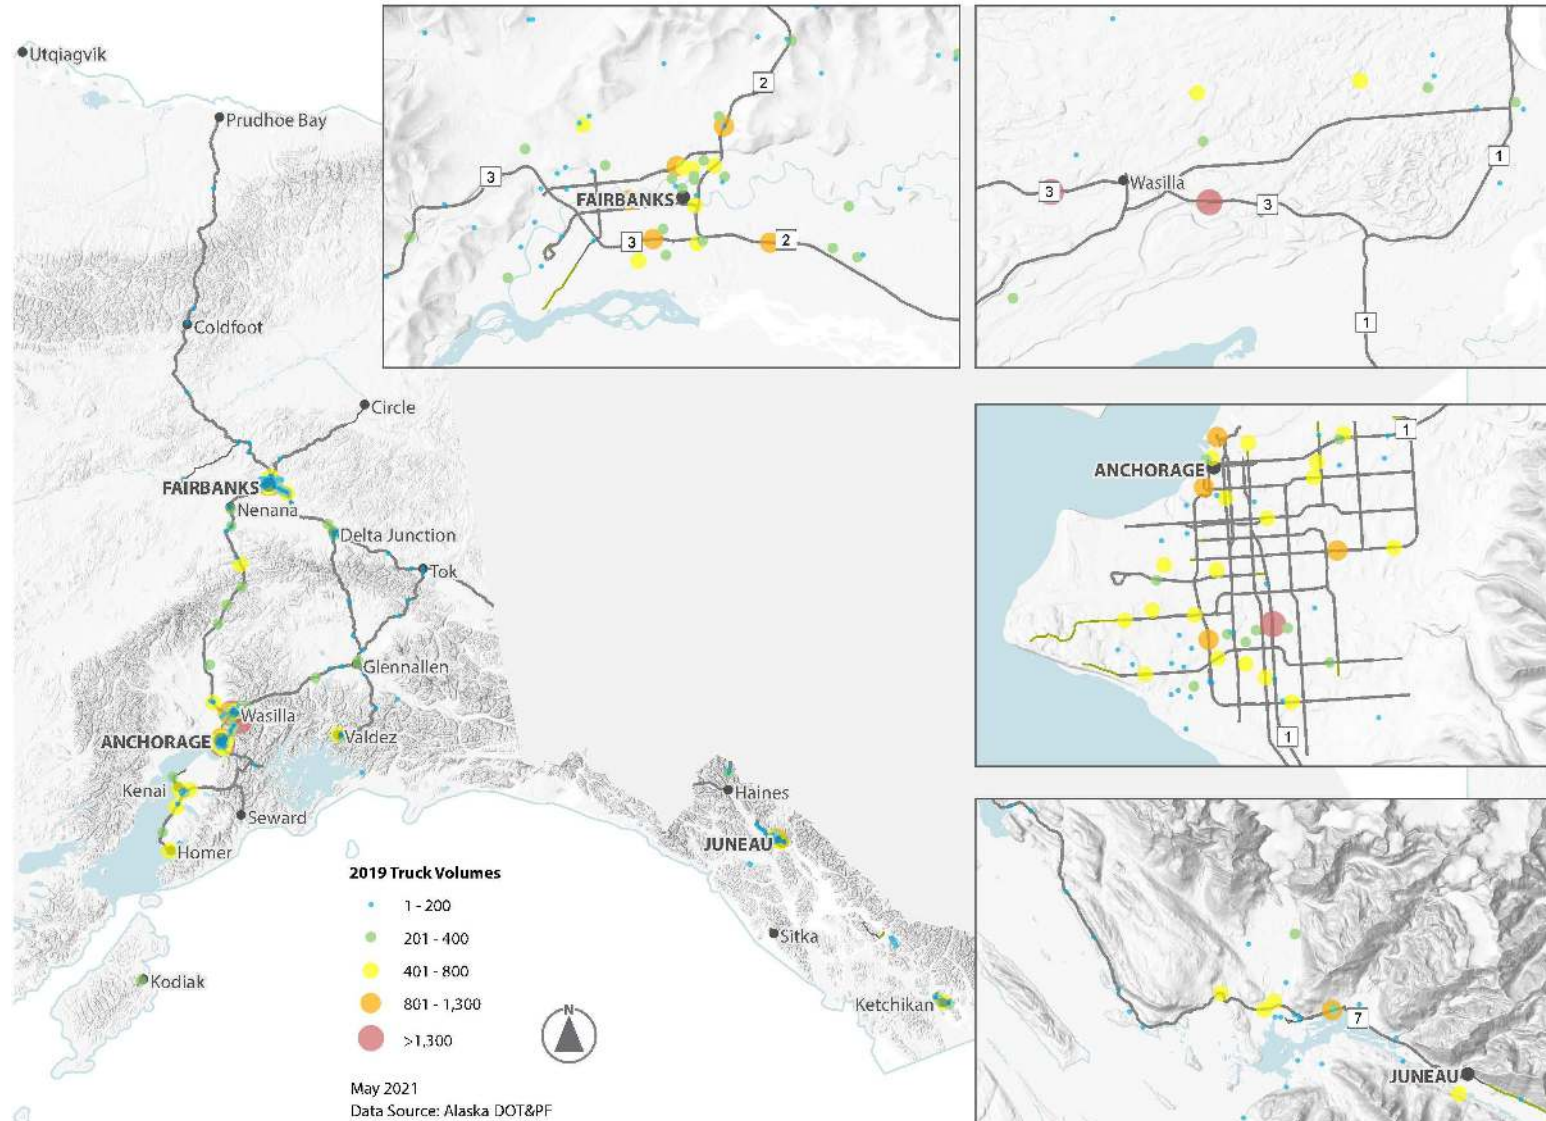 Utqiagvik
Prudhoe Bay
Coldfoot
Circle
FAIRBANKS
Nenana
Delta Junction
Tok
Glennallen
Wasilla
ANCHORAGE
Valdez
Kenai
Seward
Homer
Kodiak
Haines
JUNEAU
Sitka
Ketchikan
2019 Truck Volumes
1 - 200
201 - 400
401 - 800
801 - 1,300
>1,300
N
May 2021
Data Source: Alaska DOT&PF
2
3
FAIRBANKS
3
2
1
3
Wasilla
3
1
1
ANCHORAGE
1
7
JUNEAU